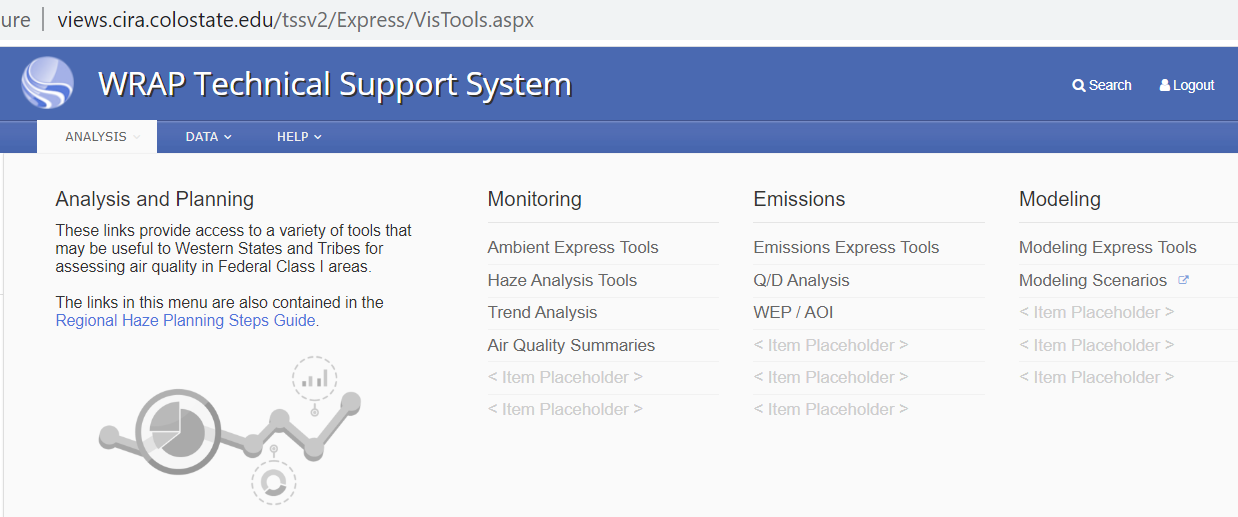 ure | views.cira.colostate.edu/tssv2/Express/VisTools.aspx
WRAP Technical Support System
Search
Logout
ANALYSIS
DATA
HELP
Analysis and Planning
These links provide access to a variety of tools that
may be useful to Western States and Tribes for
assessing air quality in Federal Class I areas.
The links in this menu are also contained in the
Regional Haze Planning Steps Guide.
Monitoring
Ambient Express Tools
Haze Analysis Tools
Trend Analysis
Air Quality Summaries
< Item Placeholder >
< Item Placeholder >
Emissions
Emissions Express Tools
Q/D Analysis
WEP / AOI
< Item Placeholder >
< Item Placeholder >
< Item Placeholder >
Modeling
Modeling Express Tools
Modeling Scenarios
< Item Placeholder >
< Item Placeholder >
< Item Placeholder >